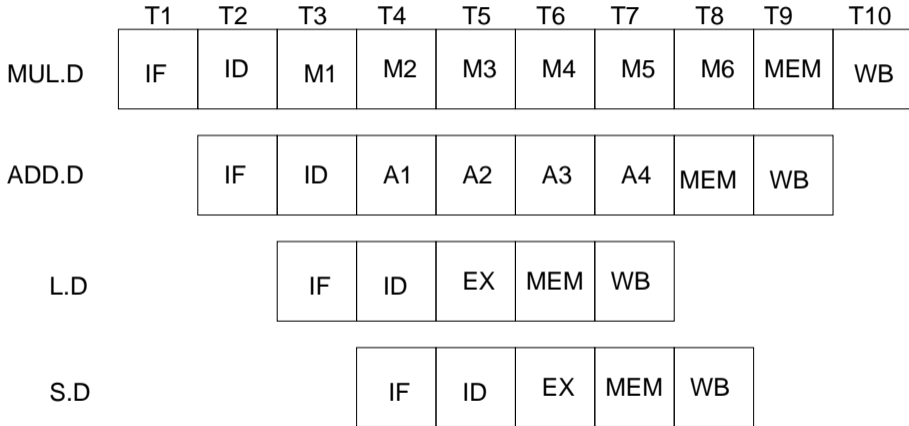 T1 T2 T3 T4 T5 T6 T7 T8 T9 T10
MUL.D IF ID M1 M2 M3 M4 M5 M6 MEM WB
ADD.D IF ID A1 A2 A3 A4 MEM WB
L.D IF ID EX MEM WB
S.D IF ID EX MEM WB